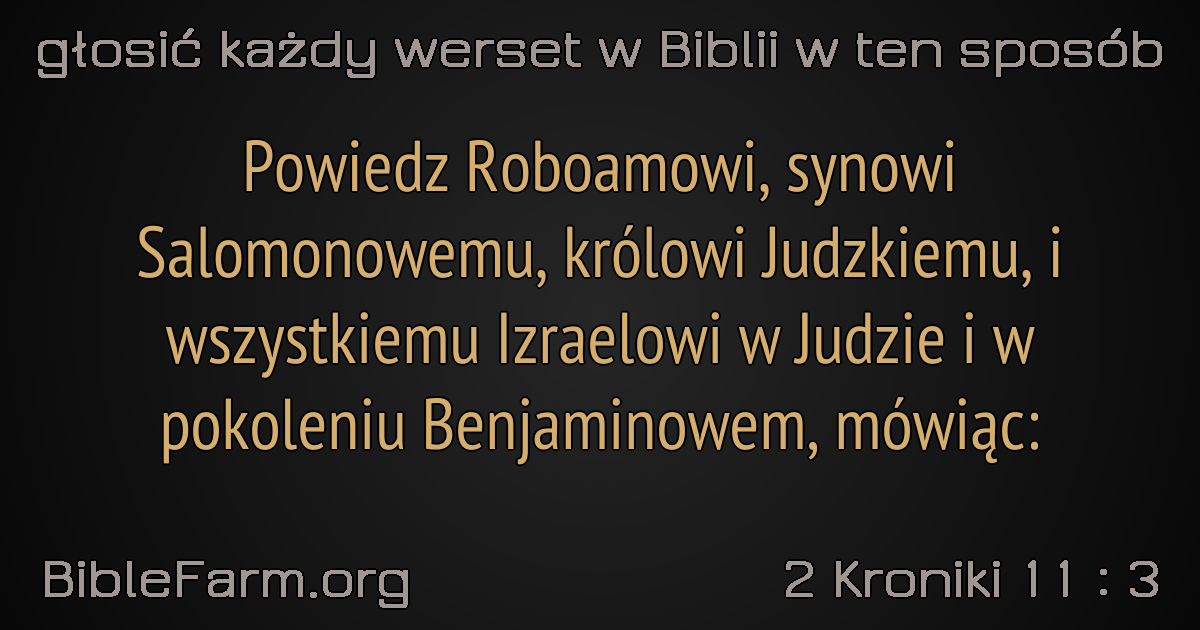 głosić każdy werset w Biblii w ten sposób
Powiedz Roboamowi, synowi
Salomonowemu, królowi Judzkiemu, i
wszystkiemu Izraelowi w Judzie i w
pokoleniu Benjaminowem, mówiąc:
BibleFarm.org
2 Kroniki 11 : 3